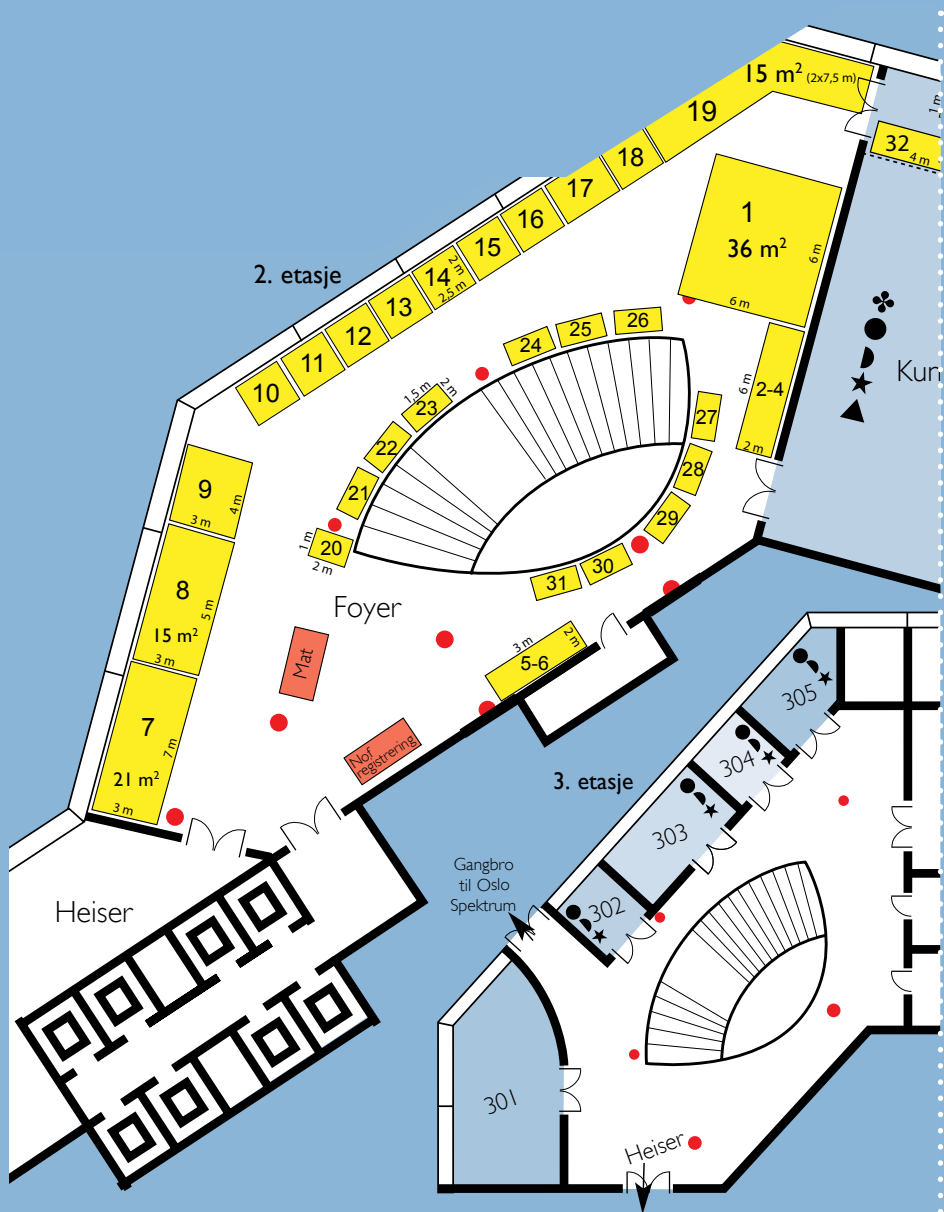 15 m² (2x7,5 m)
19
18
17
16
15
14
2 m
2,5 m
13
12
11
10
2. etasje
1 m
32
4 m
1
36 m²
6 m
6 m
2-4
6 m
2 m
26
25
24
23
1,5 m
2 m
22
21
20
1 m
2 m
27
28
29
30
31
9
4 m
3 m
8
15 m²
5 m
3 m
7
21 m²
7 m
3 m
Foyer
Mat
5-6
3 m
2 m
Nof
registrering
Kur
Heiser
3. etasje
305
304
303
302
301
Gangbro
til Oslo
Spektrum
Heiser